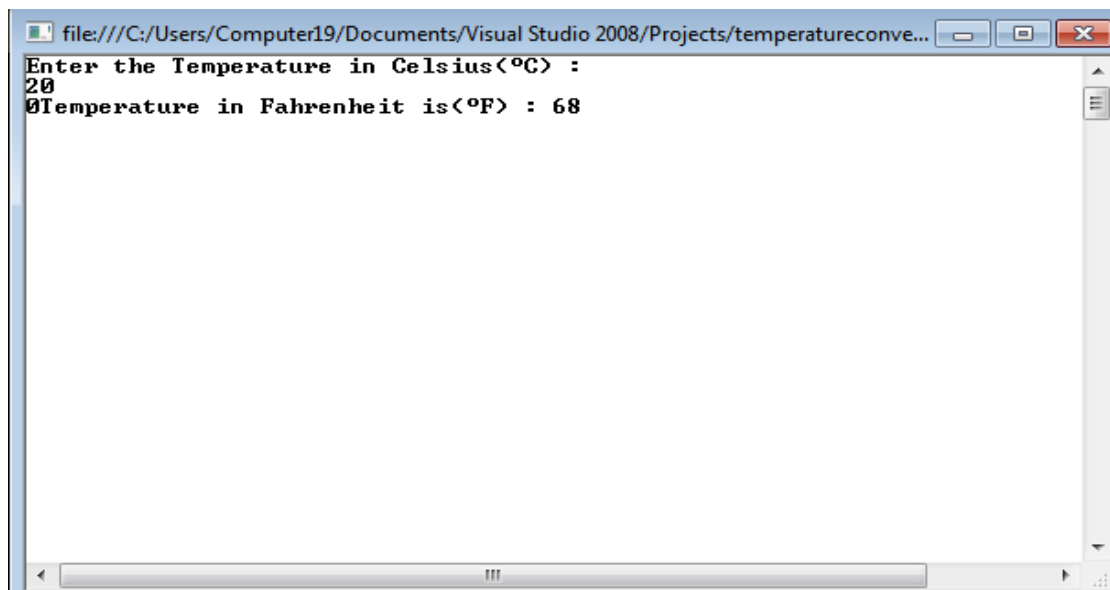 file:///C:/Users/Computer19/Documents/Visual Studio 2008/Projects/temperatureconve...
Enter the Temperature in Celsius(ºC) :
20
0Temperature in Fahrenheit is(ºF) : 68